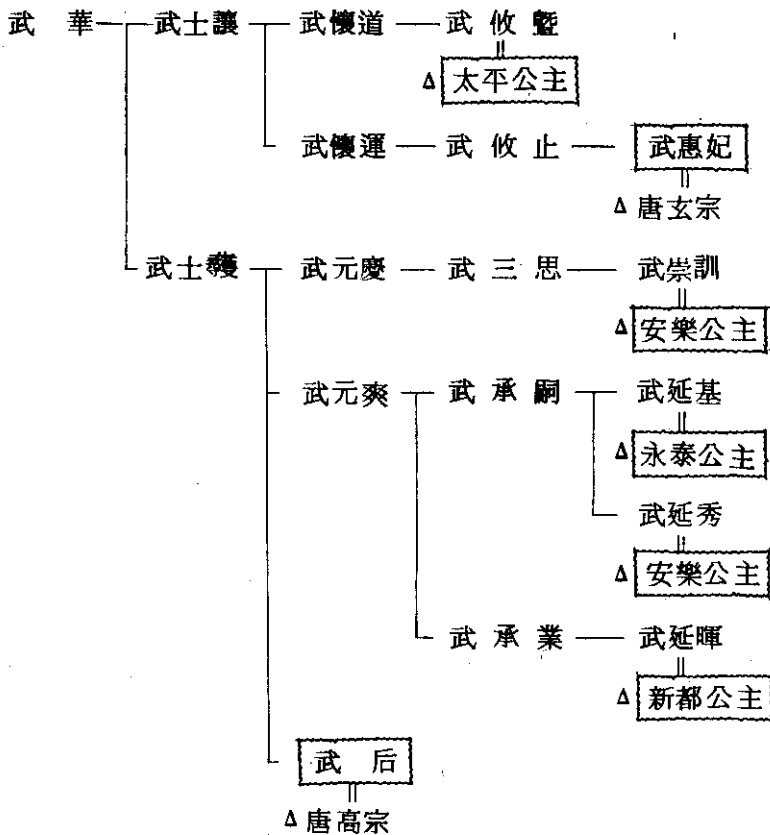 武華 武士讓 武懷道 武攸暨
Δ 太平公主
武懷運 武攸止 武惠妃
Δ 唐玄宗
武士彠 武元慶 武三思 武崇訓
Δ 安樂公主
武元爽 武承嗣 武延基
Δ 永泰公主
武延秀
Δ 安樂公主
武承業 武延暉
Δ 新都公主
武后
Δ 唐高宗